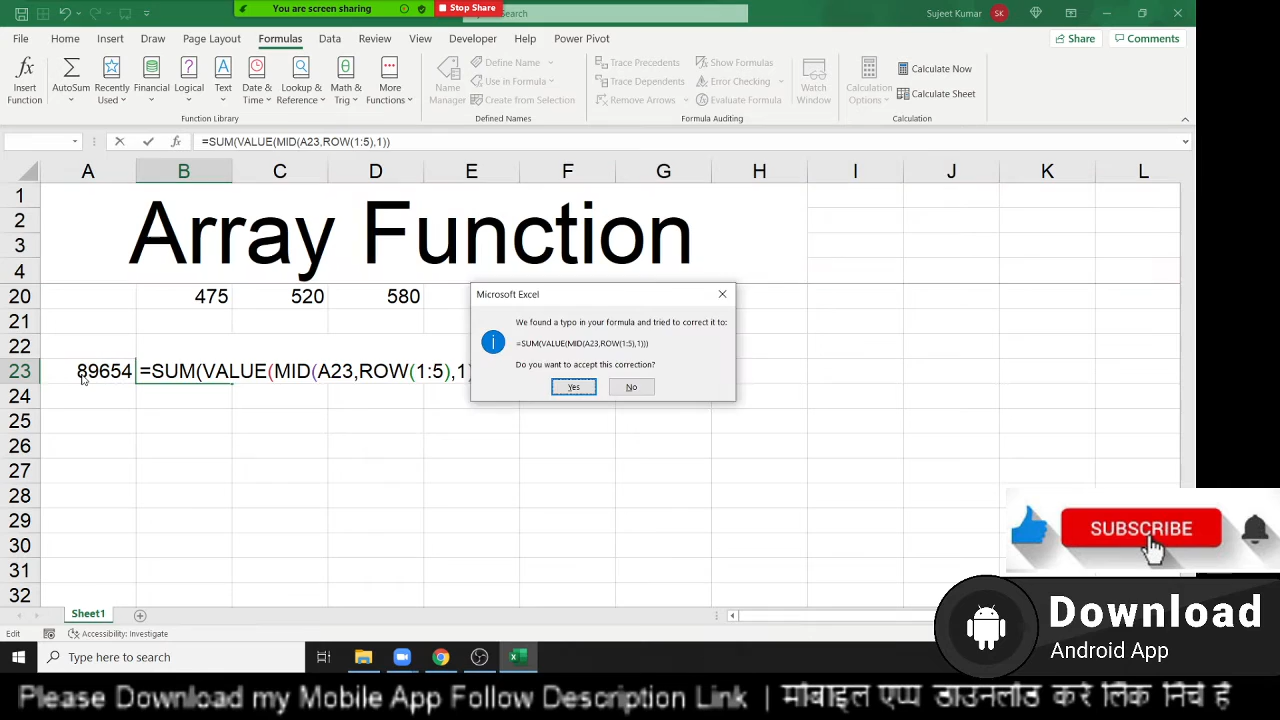 You are screen sharing
Stop Share
Search
Sujeet Kumar
SK
File Home Insert Draw Page Layout Formulas Data Review View Developer Help Power Pivot
Share
Comments
Insert Function
AutoSum
Recently Used
Financial
Logical
Text
Date & Time
Lookup & Reference
Math & Trig
More Functions
Function Library
Name Manager
Define Name
Use in Formula
Create from Selection
Defined Names
Trace Precedents
Trace Dependents
Remove Arrows
Show Formulas
Error Checking
Evaluate Formula
Formula Auditing
Watch Window
Calculation Options
Calculate Now
Calculate Sheet
Calculation
fx =SUM(VALUE(MID(A23,ROW(1:5),1))
A B C D E F G H I J K L
1
2
3
4
Array Function
20 475 520 580
21
22
23 89654 =SUM(VALUE(MID(A23,ROW(1:5),1)
24
25
26
27
28
29
30
31
32
Microsoft Excel
We found a typo in your formula and tried to correct it to:
=SUM(VALUE(MID(A23,ROW(1:5),1)))
Do you want to accept this correction?
Yes
No
SUBSCRIBE
Download
Android App
Sheet1
Edit
Accessibility: Investigate
Type here to search
Please Download my Mobile App Follow Description Link | मोबाइल एप्प डाउनलोड करे लिंक निचे है